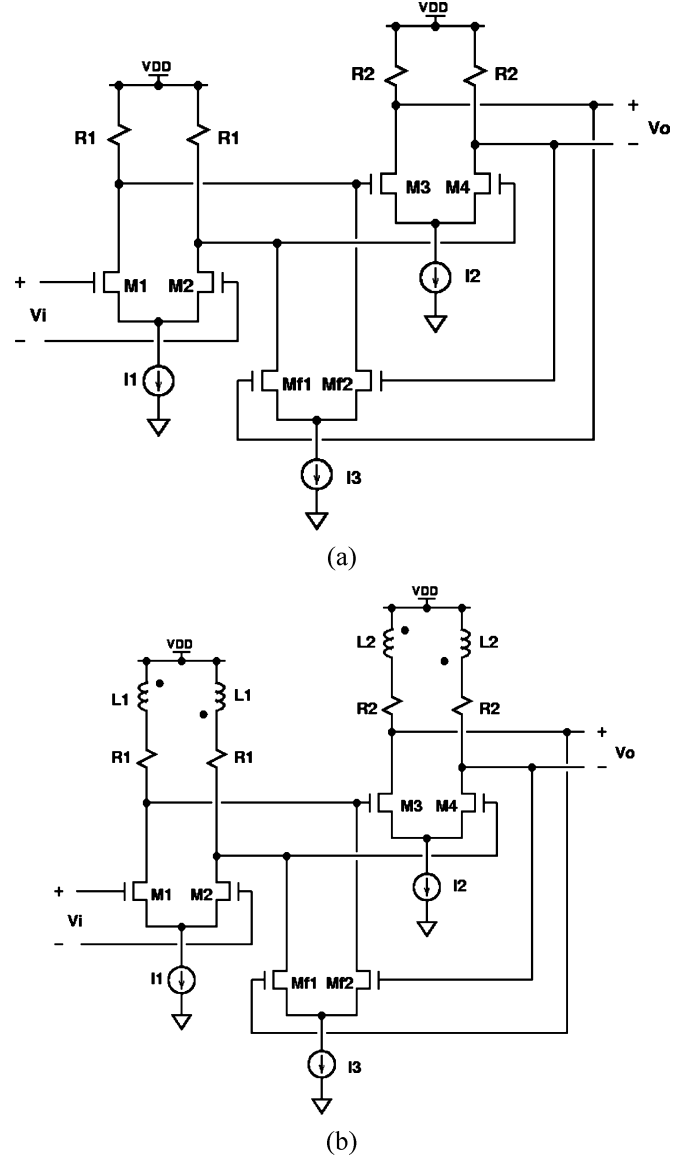 VDD
R2 R2
VDD
+
R1 R1
Vo
−
M3 M4
+
M1 M2
I2
Vi
−
I1
Mf1 Mf2
I3
(a)
VDD
L2 L2
VDD
L1 L1
R2 R2
+
R1 R1
Vo
−
M3 M4
+
M1 M2
I2
Vi
−
I1
Mf1 Mf2
I3
(b)